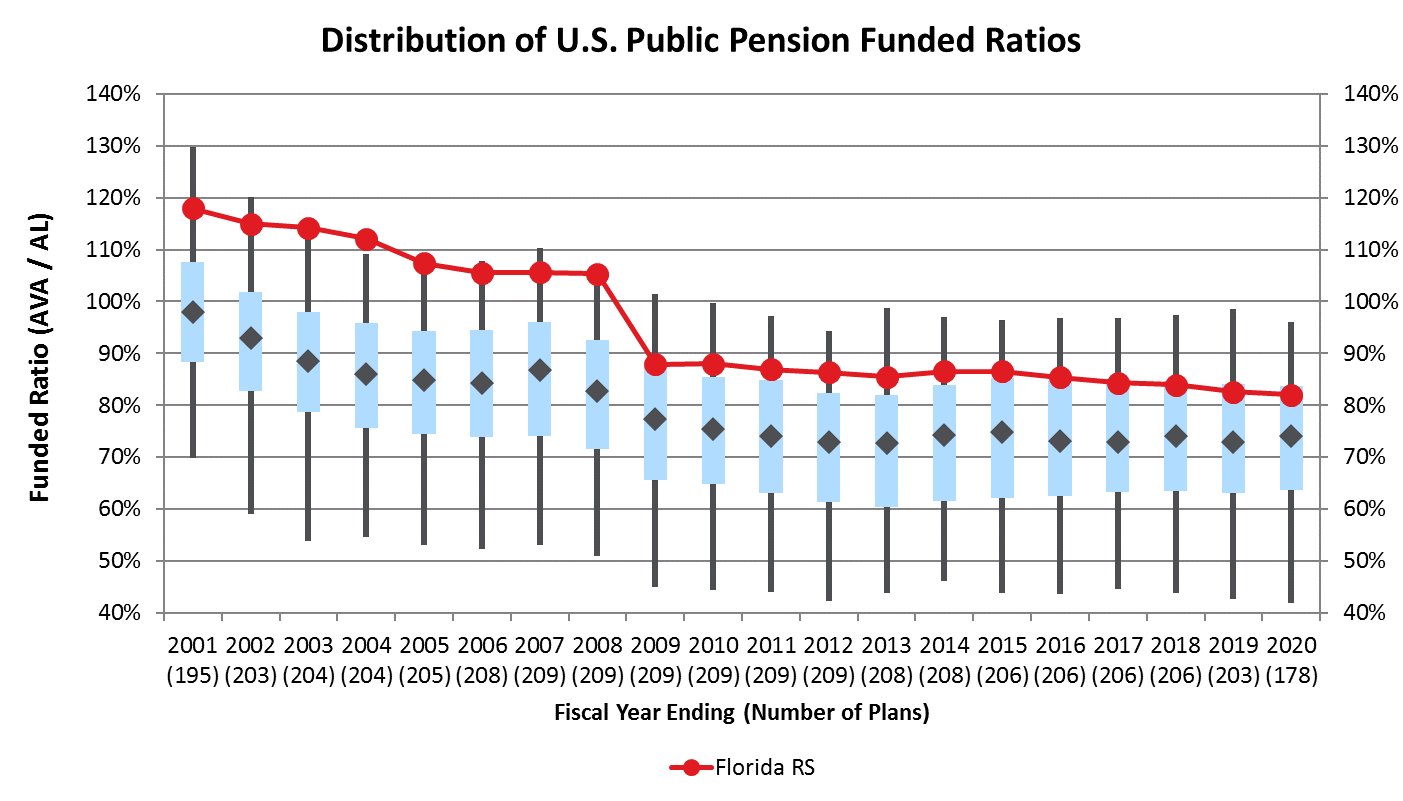 Distribution of U.S. Public Pension Funded Ratios
Funded Ratio (AVA / AL)
140% 140%
130% 130%
120% 120%
110% 110%
100% 100%
90% 90%
80% 80%
70% 70%
60% 60%
50% 50%
40% 40%
2001 2002 2003 2004 2005 2006 2007 2008 2009 2010 2011 2012 2013 2014 2015 2016 2017 2018 2019 2020
(195) (203) (204) (204) (205) (208) (209) (209) (209) (209) (209) (209) (208) (208) (206) (206) (206) (206) (203) (178)
Fiscal Year Ending (Number of Plans)
Florida RS